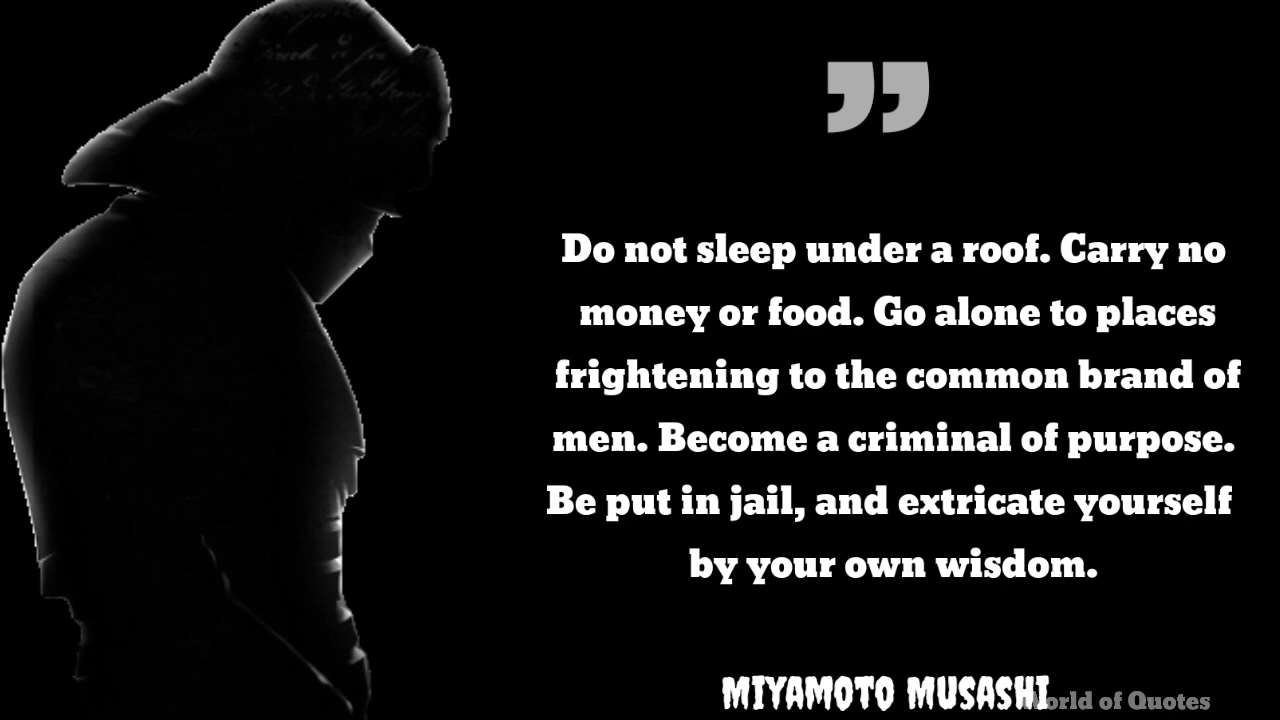 ”
Do not sleep under a roof. Carry no
money or food. Go alone to places
frightening to the common brand of
men. Become a criminal of purpose.
Be put in jail, and extricate yourself
by your own wisdom.
MIYAMOTO MUSASHI
World of Quotes